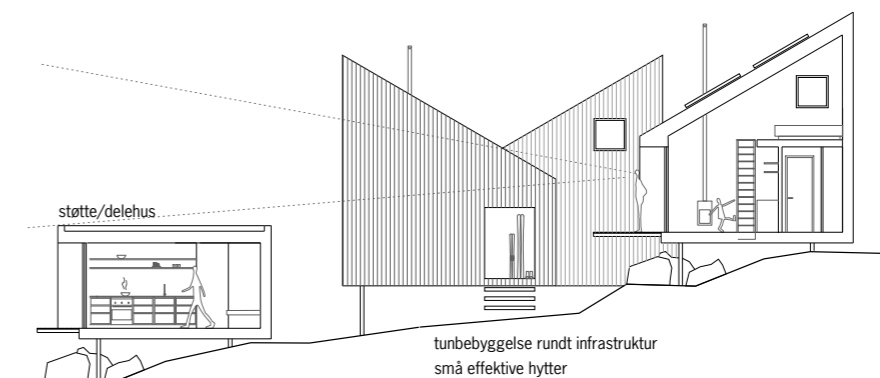 støtte/delehus
tunbebyggelse rundt infrastruktur
små effektive hytter